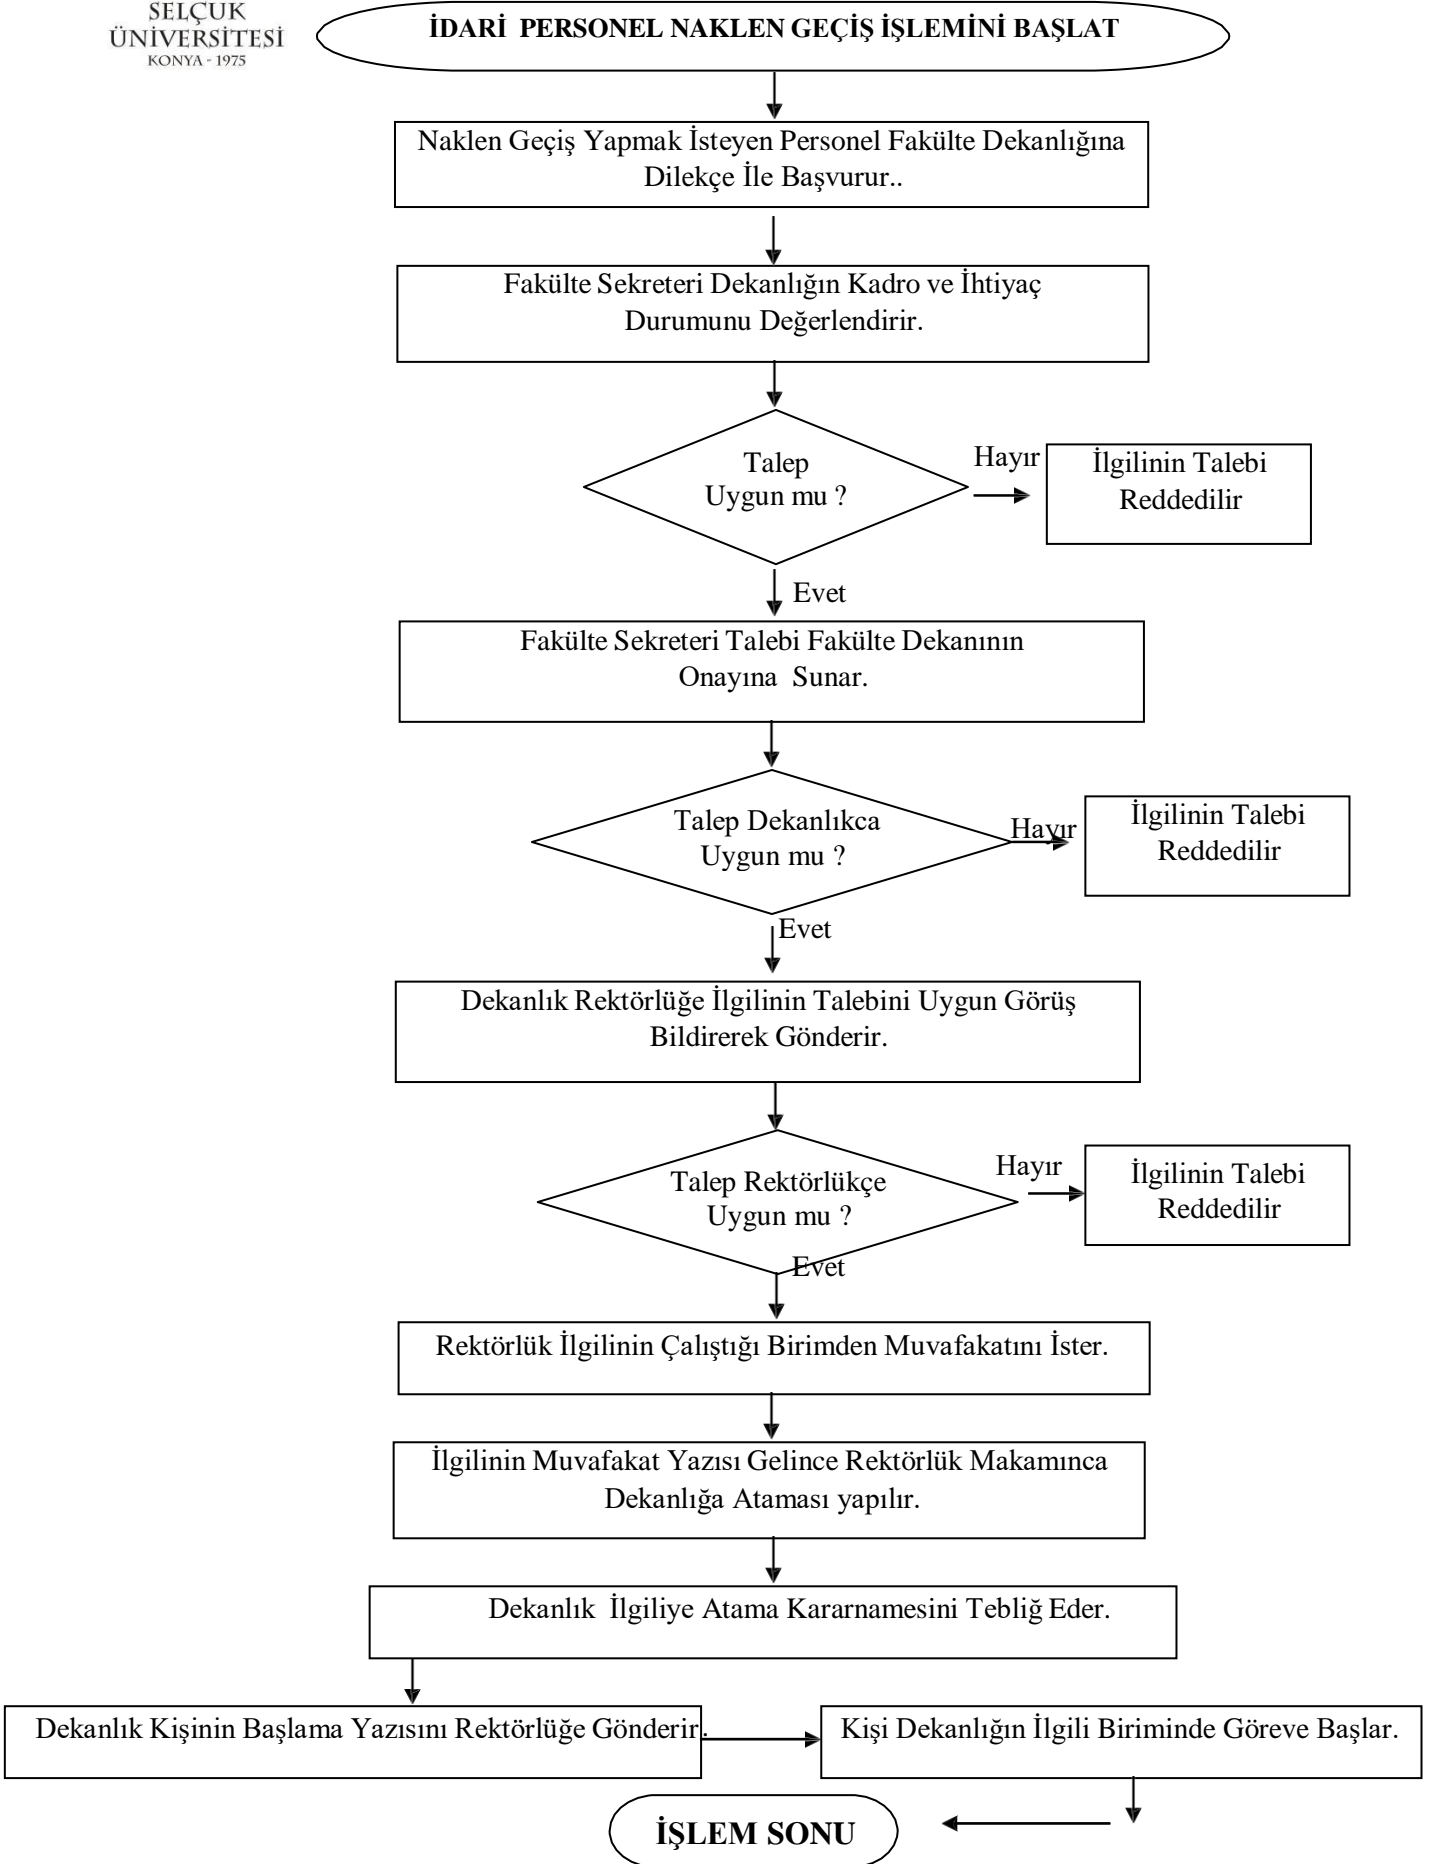 SELÇUK
ÜNİVERSİTESİ
KONYA - 1975
İDARİ PERSONEL NAKLEN GEÇİŞ İŞLEMİNİ BAŞLAT
Naklen Geçiş Yapmak İsteyen Personel Fakülte Dekanlığına
Dilekçe İle Başvurur..
Fakülte Sekreteri Dekanlığın Kadro ve İhtiyaç
Durumunu Değerlendirir.
Talep
Uygun mu ?
Hayır
İlgilinin Talebi
Reddedilir
Evet
Fakülte Sekreteri Talebi Fakülte Dekanının
Onayına Sunar.
Talep Dekanlıkca
Uygun mu ?
Hayır
İlgilinin Talebi
Reddedilir
Evet
Dekanlık Rektörlüğe İlgilinin Talebini Uygun Görüş
Bildirerek Gönderir.
Talep Rektörlükçe
Uygun mu ?
Hayır
İlgilinin Talebi
Reddedilir
Evet
Rektörlük İlgilinin Çalıştığı Birimden Muvafakatını İster.
İlgilinin Muvafakat Yazısı Gelince Rektörlük Makamınca
Dekanlığa Ataması yapılır.
Dekanlık İlgiliye Atama Kararnamesini Tebliğ Eder.
Dekanlık Kişinin Başlama Yazısını Rektörlüğe Gönderir.
Kişi Dekanlığın İlgili Biriminde Göreve Başlar.
İŞLEM SONU